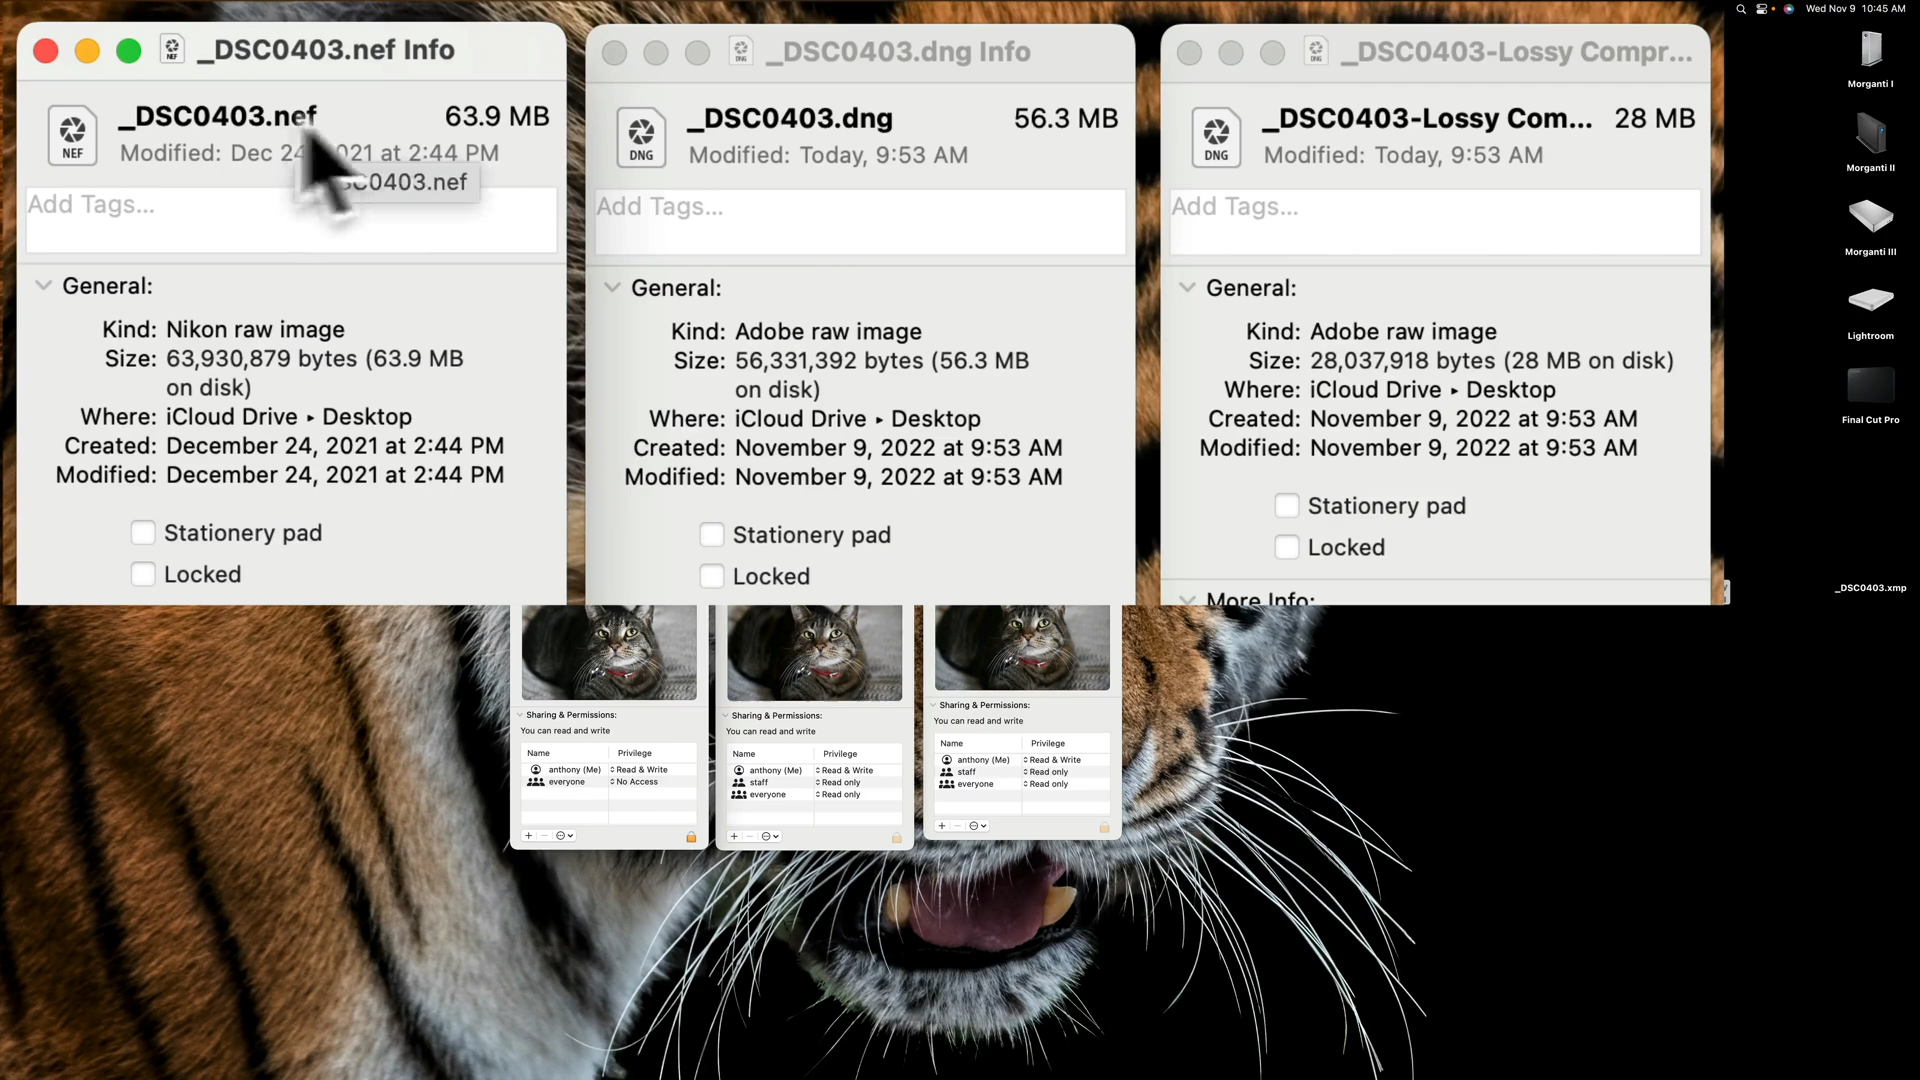 Wed Nov 9 10:45 AM
_DSC0403.nef Info
NEF
NEF
_DSC0403.nef
63.9 MB
Modified: Dec 24 021 at 2:44 PM
SC0403.nef
Add Tags...
General:
Kind: Nikon raw image
Size: 63,930,879 bytes (63.9 MB
on disk)
Where: iCloud Drive ▸ Desktop
Created: December 24, 2021 at 2:44 PM
Modified: December 24, 2021 at 2:44 PM
Stationery pad
Locked
_DSC0403.dng Info
DNG
DNG
_DSC0403.dng
56.3 MB
Modified: Today, 9:53 AM
Add Tags...
General:
Kind: Adobe raw image
Size: 56,331,392 bytes (56.3 MB
on disk)
Where: iCloud Drive ▸ Desktop
Created: November 9, 2022 at 9:53 AM
Modified: November 9, 2022 at 9:53 AM
Stationery pad
Locked
_DSC0403-Lossy Compr...
DNG
DNG
_DSC0403-Lossy Com...
28 MB
Modified: Today, 9:53 AM
Add Tags...
General:
Kind: Adobe raw image
Size: 28,037,918 bytes (28 MB on disk)
Where: iCloud Drive ▸ Desktop
Created: November 9, 2022 at 9:53 AM
Modified: November 9, 2022 at 9:53 AM
Stationery pad
Locked
More Info:
Morganti I
Morganti II
Morganti III
Lightroom
Final Cut Pro
_DSC0403.xmp
Sharing & Permissions:
You can read and write
Name Privilege
anthony (Me) Read & Write
everyone No Access
Sharing & Permissions:
You can read and write
Name Privilege
anthony (Me) Read & Write
staff Read only
everyone Read only
Sharing & Permissions:
You can read and write
Name Privilege
anthony (Me) Read & Write
staff Read only
everyone Read only